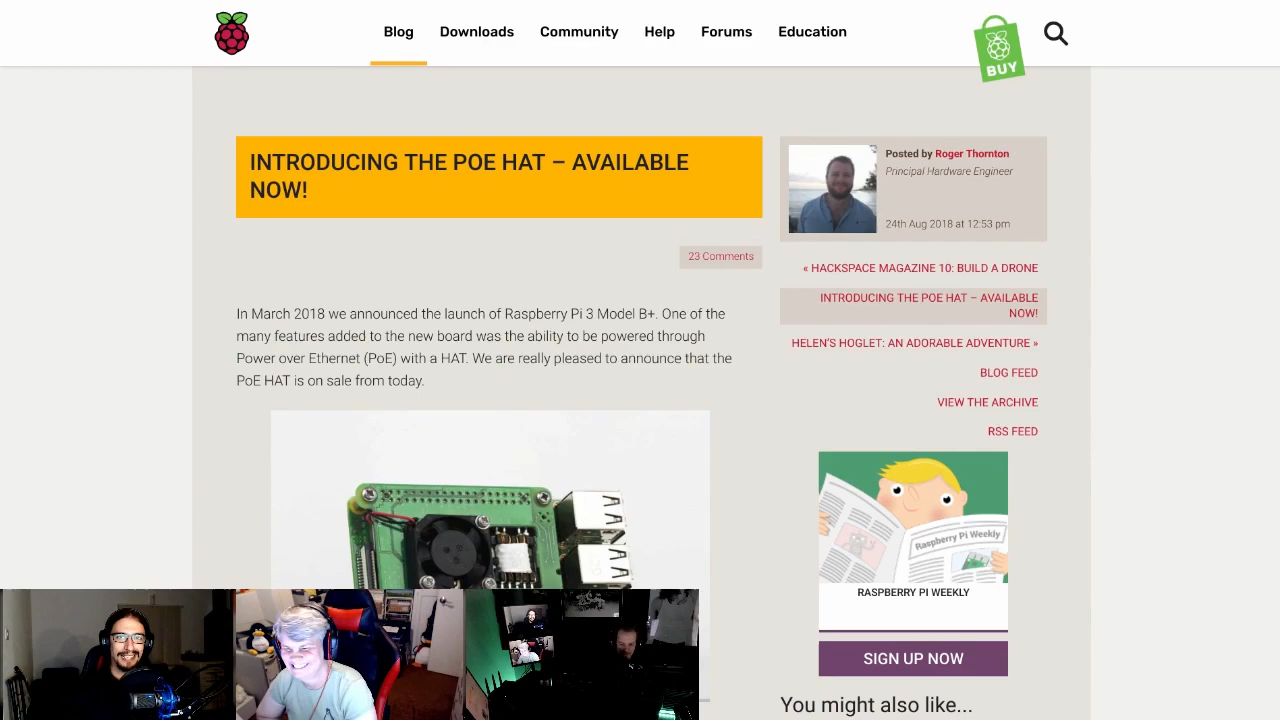 Blog
Downloads
Community
Help
Forums
Education
BUY
INTRODUCING THE POE HAT – AVAILABLE
NOW!
23 Comments
In March 2018 we announced the launch of Raspberry Pi 3 Model B+. One of the
many features added to the new board was the ability to be powered through
Power over Ethernet (PoE) with a HAT. We are really pleased to announce that the
PoE HAT is on sale from today.
Posted by Roger Thornton
Principal Hardware Engineer
24th Aug 2018 at 12:53 pm
« HACKSPACE MAGAZINE 10: BUILD A DRONE
INTRODUCING THE POE HAT – AVAILABLE
NOW!
HELEN'S HOGLET: AN ADORABLE ADVENTURE »
BLOG FEED
VIEW THE ARCHIVE
RSS FEED
Raspberry Pi Weekly
RASPBERRY PI WEEKLY
SIGN UP NOW
You might also like...